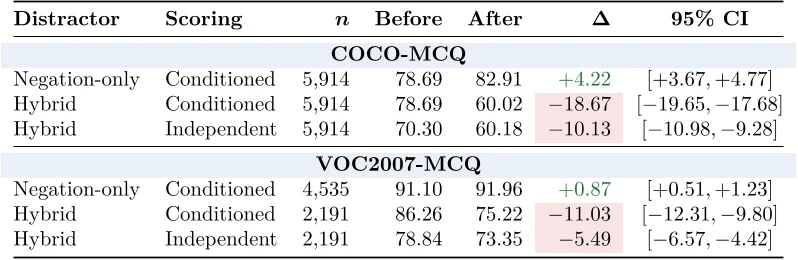 Distractor Scoring n Before After Δ 95% CI
COCO-MCQ
Negation-only Conditioned 5,914 78.69 82.91 +4.22 [+3.67, +4.77]
Hybrid Conditioned 5,914 78.69 60.02 −18.67 [−19.65, −17.68]
Hybrid Independent 5,914 70.30 60.18 −10.13 [−10.98, −9.28]
VOC2007-MCQ
Negation-only Conditioned 4,535 91.10 91.96 +0.87 [+0.51, +1.23]
Hybrid Conditioned 2,191 86.26 75.22 −11.03 [−12.31, −9.80]
Hybrid Independent 2,191 78.84 73.35 −5.49 [−6.57, −4.42]